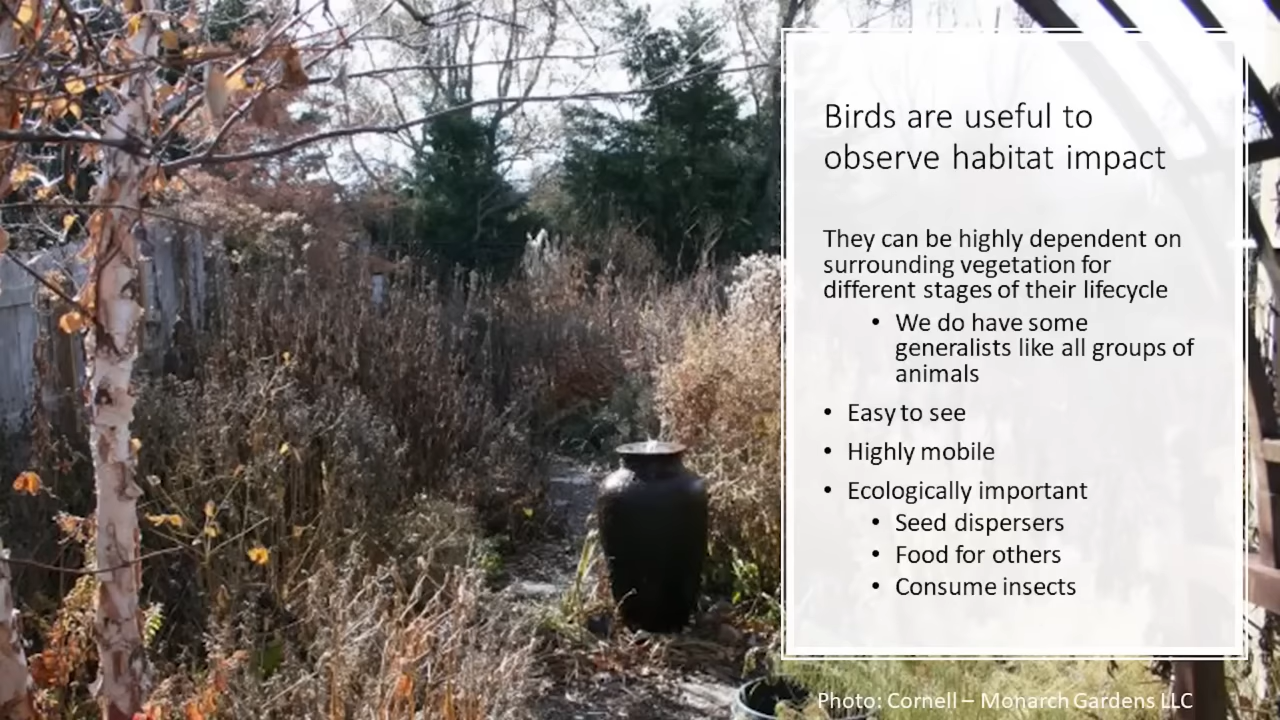 Birds are useful to
observe habitat impact
They can be highly dependent on
surrounding vegetation for
different stages of their lifecycle
• We do have some
generalists like all groups of
animals
• Easy to see
• Highly mobile
• Ecologically important
• Seed dispersers
• Food for others
• Consume insects
Photo: Cornell – Monarch Gardens LLC